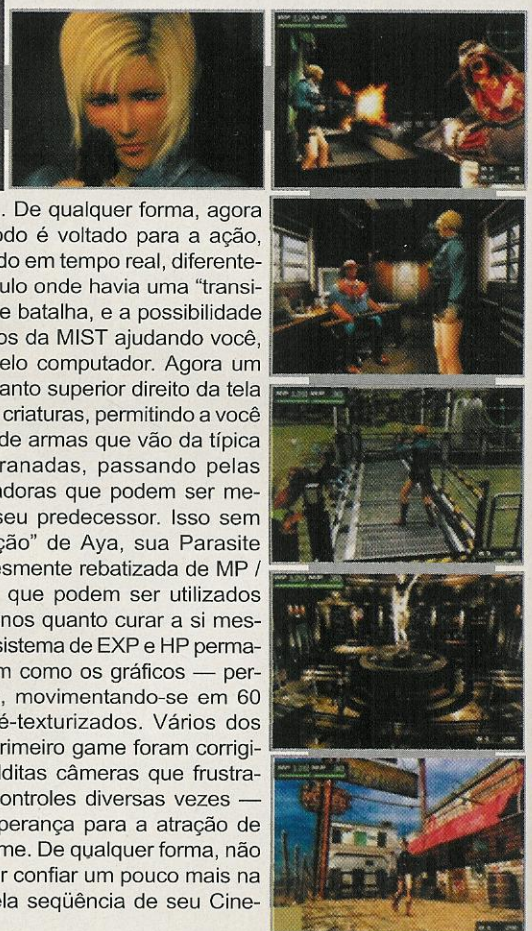 . De qualquer forma, agora
odo é voltado para a ação,
do em tempo real, diferente-
ulo onde havia uma “transi-
e batalha, e a possibilidade
os da MIST ajudando você,
elo computador. Agora um
anto superior direito da tela
criaturas, permitindo a você
de armas que vão da típica
ranadas, passando pelas
adoras que podem ser me-
seu predecessor. Isso sem
ção” de Aya, sua Parasite
esmente rebatizada de MP /
que podem ser utilizados
nos quanto curar a si mes-
sistema de EXP e HP perma-
m como os gráficos — per-
, movimentando-se em 60
é-texturizados. Vários dos
rimeiro game foram corrigi-
lditas câmeras que frustra-
ontroles diversas vezes —
perança para a atração de
me. De qualquer forma, não
r confiar um pouco mais na
ela seqüência de seu Cine-